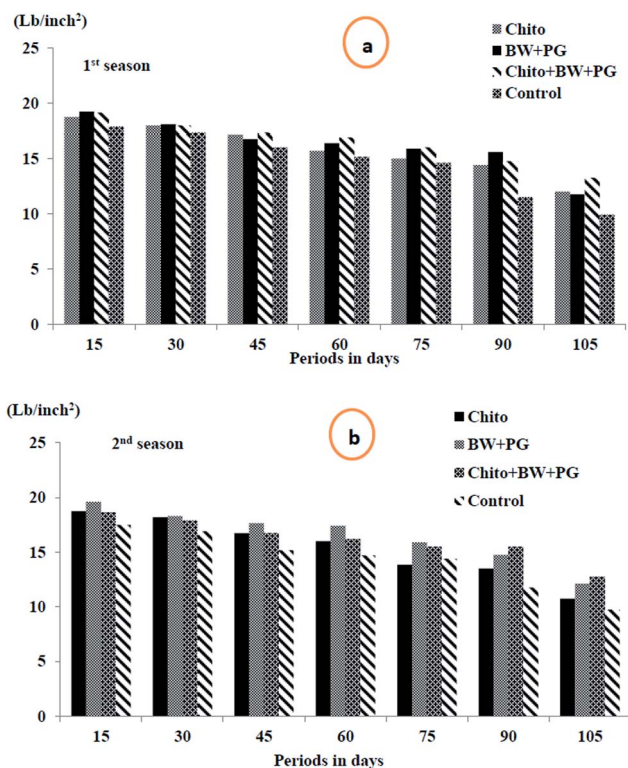 (Lb/inch²)
a
Chito
BW+PG
Chito+BW+PG
Control
1st season
25
20
15
10
5
0
15 30 45 60 75 90 105
Periods in days
(Lb/inch²)
b
Chito
BW+PG
Chito+BW+PG
Control
2nd season
25
20
15
10
5
0
15 30 45 60 75 90 105
Periods in days